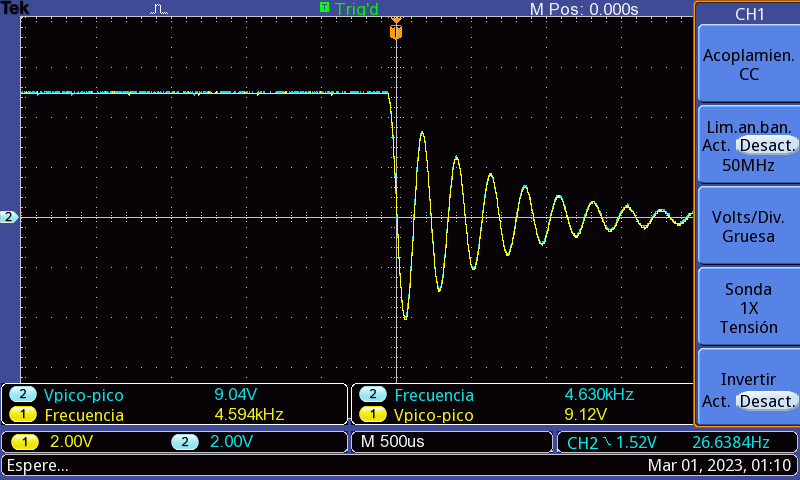 Tek T Trig'd M Pos: 0.000s
CH1
T
Acoplamien.
CC
Lim.an.ban.
Act. Desact.
50MHz
2
Volts/Div.
Gruesa
Sonda
1X
Tensión
Invertir
Act. Desact.
2 Vpico-pico 9.04V
1 Frecuencia 4.594kHz
2 Frecuencia 4.630kHz
1 Vpico-pico 9.12V
1 2.00V 2 2.00V M 500us CH2 1.52V 26.6384Hz
Espere... Mar 01, 2023, 01:10